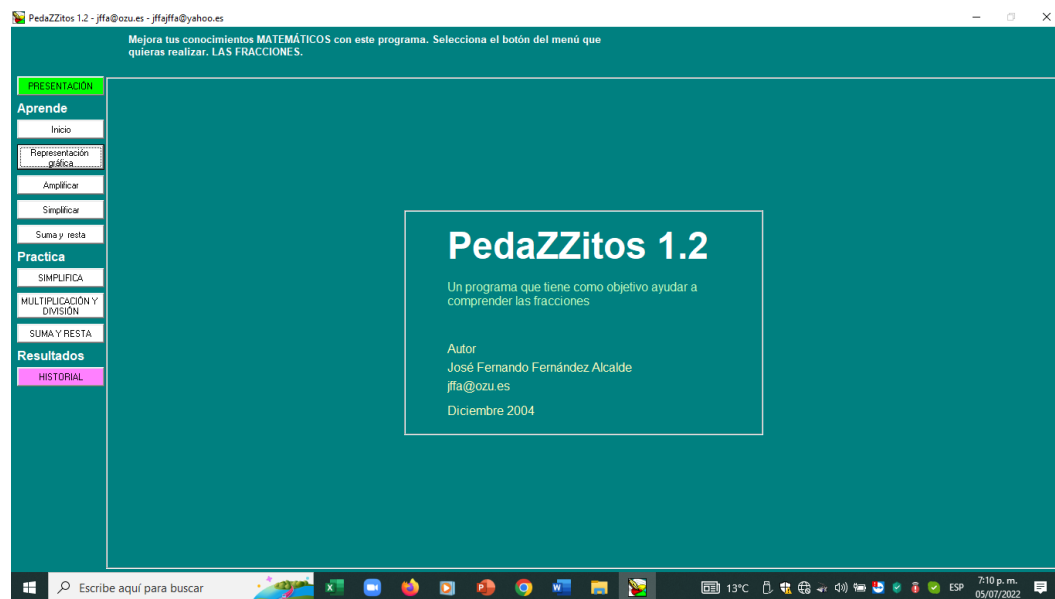 PedaZZitos 1.2 - jffa@ozu.es - jffajffa@yahoo.es
Mejora tus conocimientos MATEMÁTICOS con este programa. Selecciona el botón del menú que
quieras realizar. LAS FRACCIONES.
PRESENTACIÓN
Aprende
Inicio
Representación
gráfica
Amplificar
Simplificar
Suma y resta
Practica
SIMPLIFICA
MULTIPLICACIÓN Y
DIVISIÓN
SUMA Y RESTA
Resultados
HISTORIAL
PedaZZitos 1.2
Un programa que tiene como objetivo ayudar a
comprender las fracciones
Autor
José Fernando Fernández Alcalde
jffa@ozu.es
Diciembre 2004
Escribe aquí para buscar
13°C
ESP
7:10 p. m.
05/07/2022